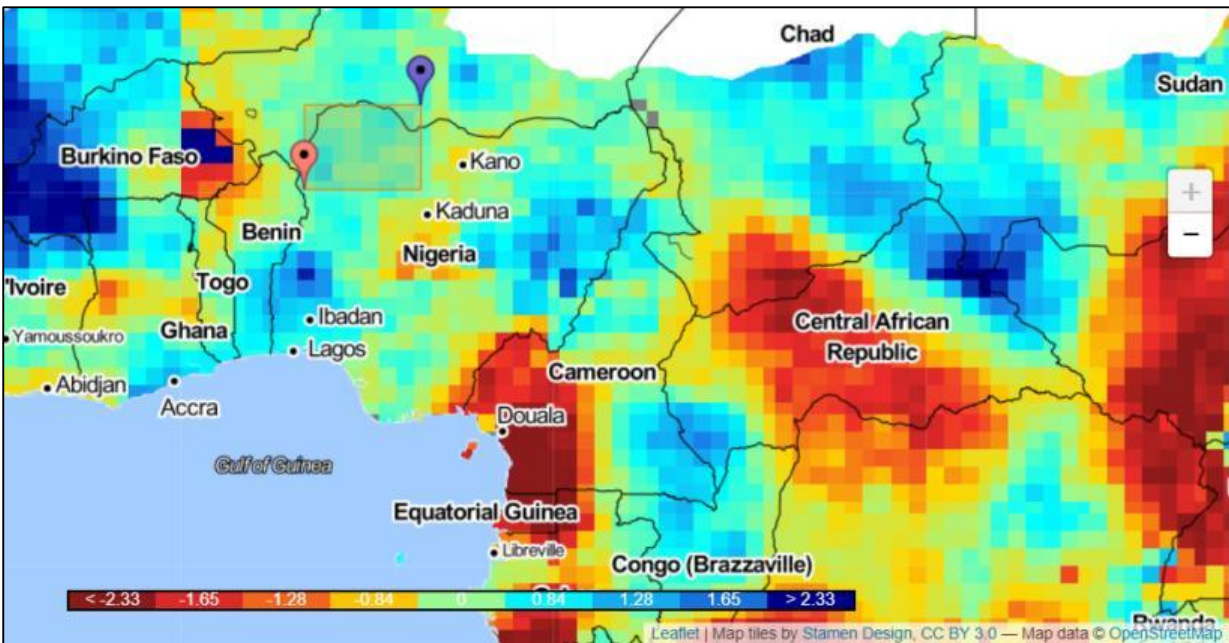 Chad
Sudan
Burkino Faso
Kano
Kaduna
Benin
Nigeria
'Ivoire
Togo
Ibadan
Central African
Republic
Yamoussoukro
Ghana
Lagos
Cameroon
Abidjan
Accra
Douala
Gulf of Guinea
Equatorial Guinea
Libreville
Congo (Brazzaville)
< -2.33 -1.65 -1.28 -0.84 0 0.84 1.28 1.65 > 2.33
Rwanda
Leaflet | Map tiles by Stamen Design, CC BY 3.0 — Map data © OpenStreetMap
+
−